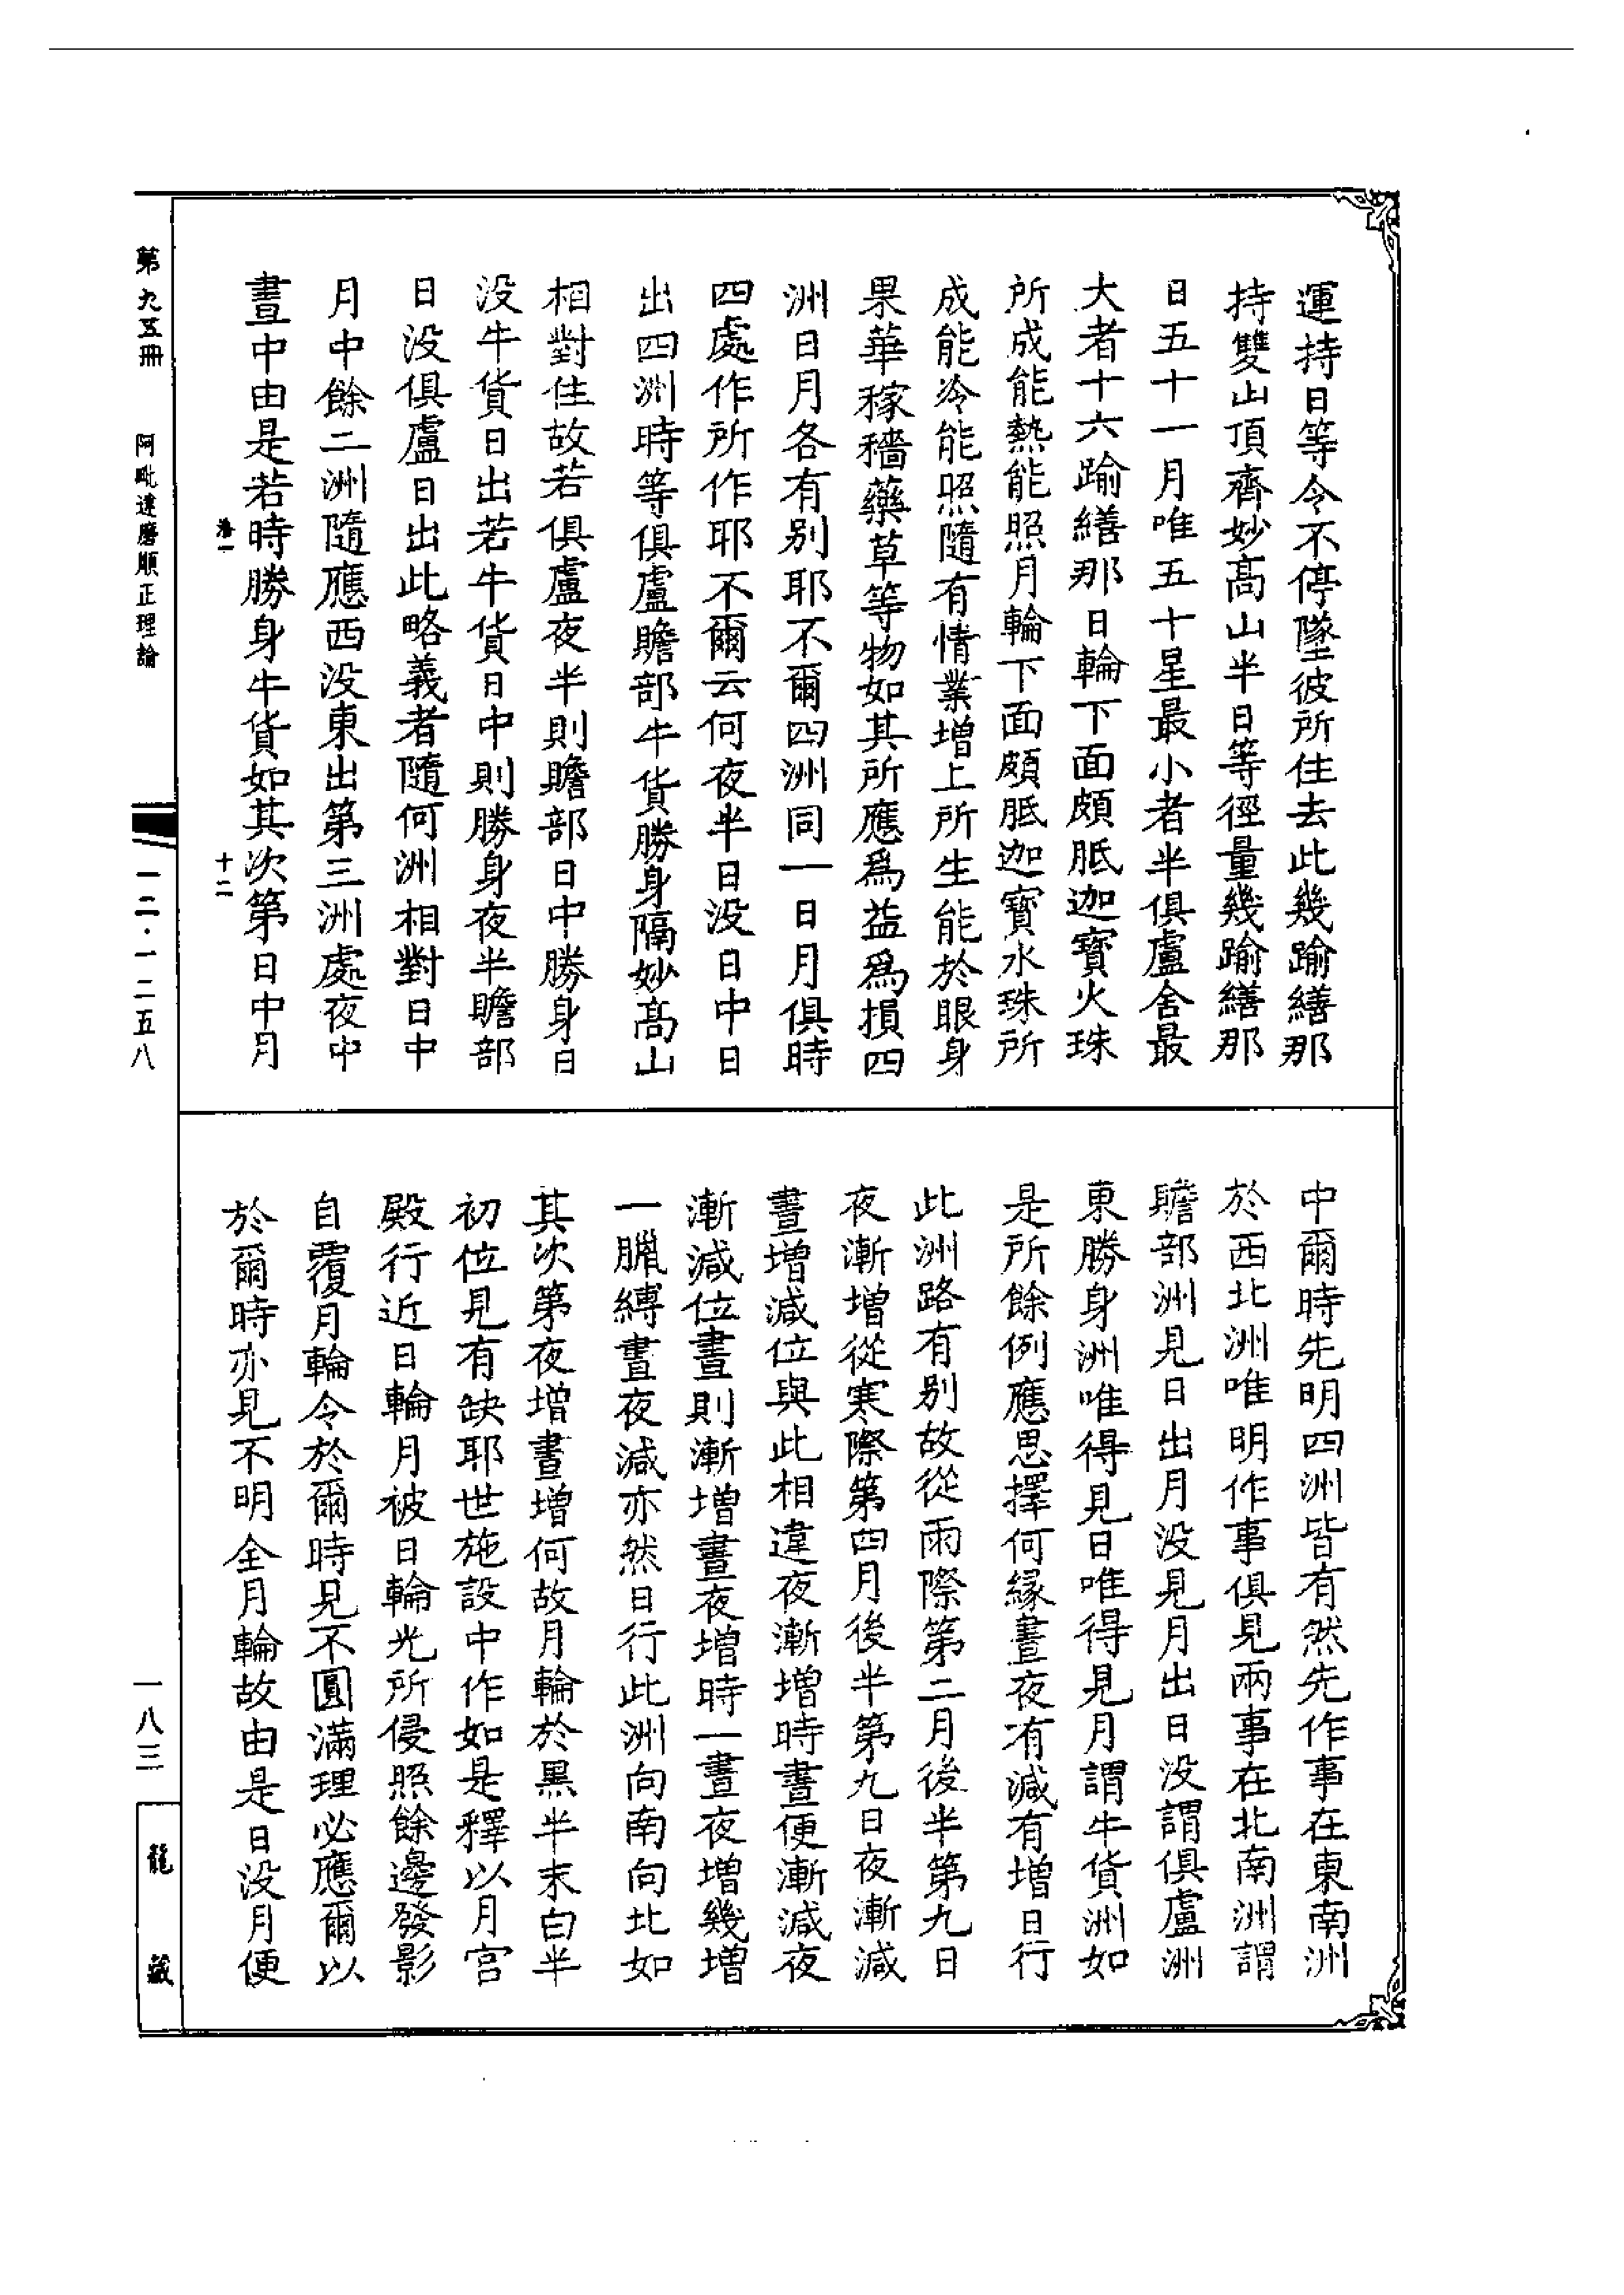 運持日等令不停墜彼所住去此幾踰繕那
持雙山頂齊妙高山半日等徑量幾踰繕那
日五十一月唯五十星最小者半俱盧舍最
大者十六踰繕那日輪下面頗胝迦寶火珠
所成能熱能照月輪下面頗胝迦寶水珠所
成能冷能照隨有情業增上所生能於眼身
果華稼穡藥草等物如其所應爲益爲損四
洲日月各有别耶不爾四洲同一日月俱時
四處作所作耶不爾云何夜半日没日中日
出四洲時等俱盧贍部牛貨勝身隔妙高山
相對住故若俱盧夜半則贍部日中勝身日
没牛貨日出若牛貨日中則勝身夜半贍部
日没俱盧日出此略義者隨何洲相對日中
月中餘二洲隨應西没東出第三洲處夜中
晝中由是若時勝身牛貨如其次第日中月
中爾時先明四洲皆有然先作事在東南洲
於西北洲唯明作事俱見兩事在北南洲謂
贍部洲見日出月没見月出日没謂俱盧洲
東勝身洲唯得見日唯得見月謂牛貨洲如
是所餘例應思擇何緣晝夜有減有增日行
此洲路有别故從雨際第二月後半第九日
夜漸增從寒際第四月後半第九日夜漸減
晝增減位與此相違夜漸增時晝便漸減夜
漸減位晝則漸增晝夜增時一晝夜增幾增
一臘縛晝夜減亦然日行此洲向南向北如
其次第夜增晝增何故月輪於黑半末白半
初位見有缺耶世施設中作如是釋以月宮
殿行近日輪月被日輪光所侵照餘邊發影
自覆月輪令於爾時見不圓滿理必應爾以
於爾時亦見不明全月輪故由是日没月便
第九五冊
阿毗達磨順正理論
一二·一二五八
一八三
龍藏
十二